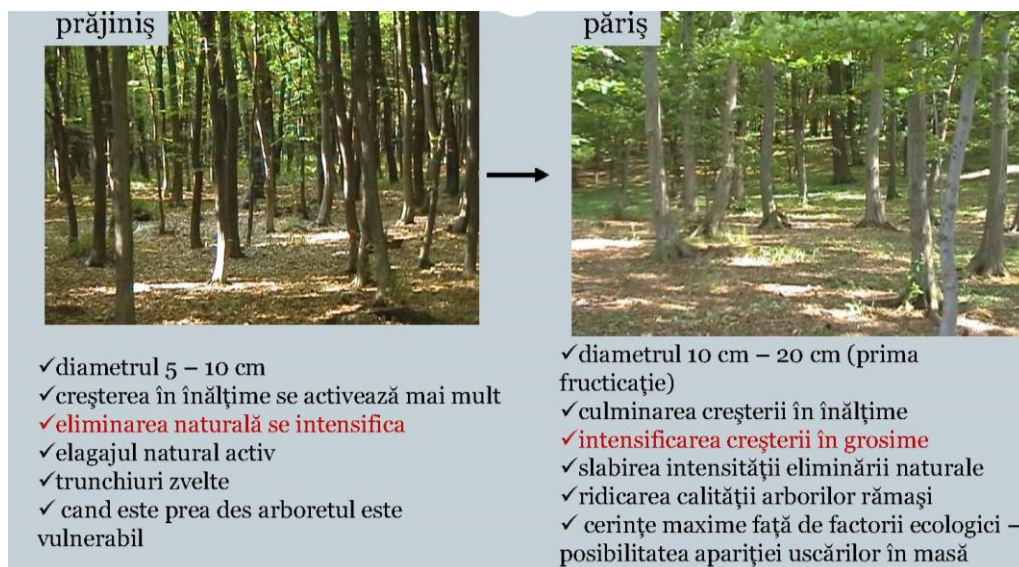 prăjiniş
păriş
✓diametrul 5 – 10 cm
✓creşterea în înălţime se activează mai mult
✓eliminarea naturală se intensifica
✓elagajul natural activ
✓trunchiuri zvelte
✓ cand este prea des arboretul este
vulnerabil
✓diametrul 10 cm – 20 cm (prima
fructicaţie)
✓culminarea creşterii în înălţime
✓intensificarea creşterii în grosime
✓slabirea intensităţii eliminării naturale
✓ridicarea calităţii arborilor rămaşi
✓ cerinţe maxime faţă de factorii ecologici –
posibilitatea apariţiei uscărilor în masă